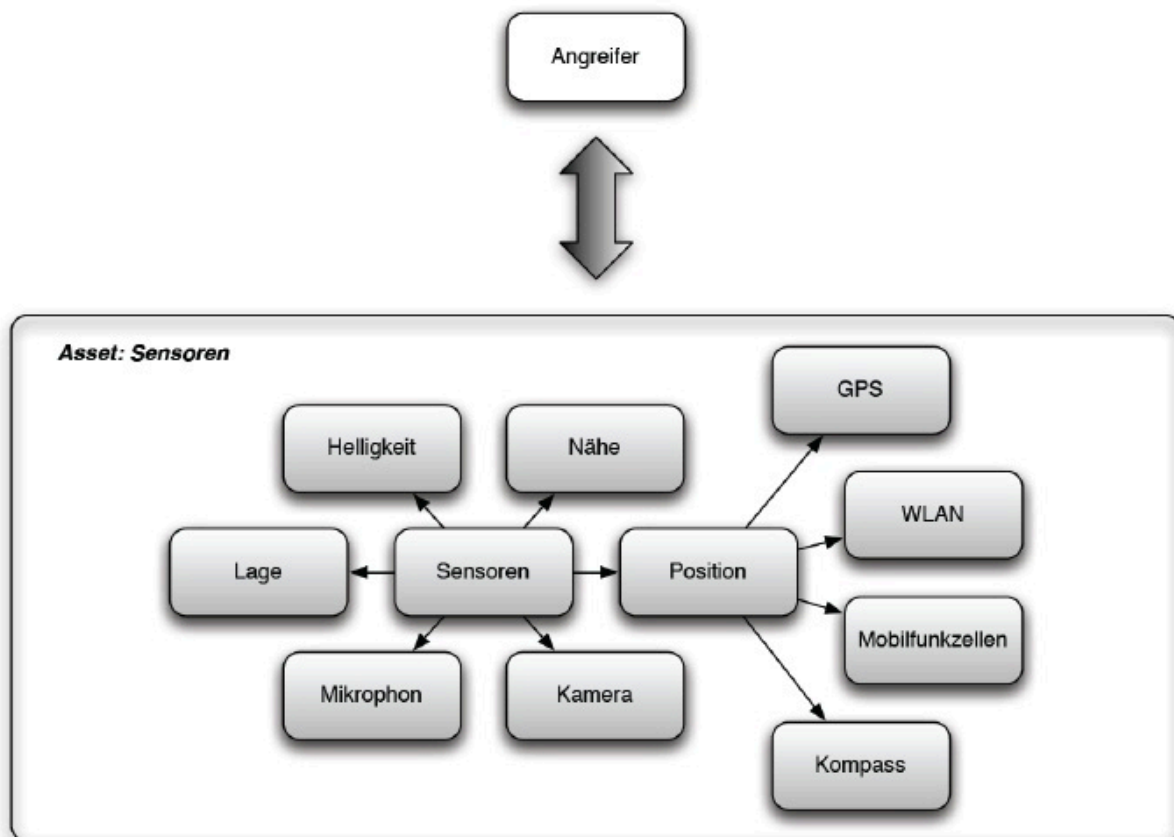 Angreifer
Asset: Sensoren
GPS
Helligkeit
Nähe
WLAN
Lage
Sensoren
Position
Mobilfunkzellen
Mikrophon
Kamera
Kompass